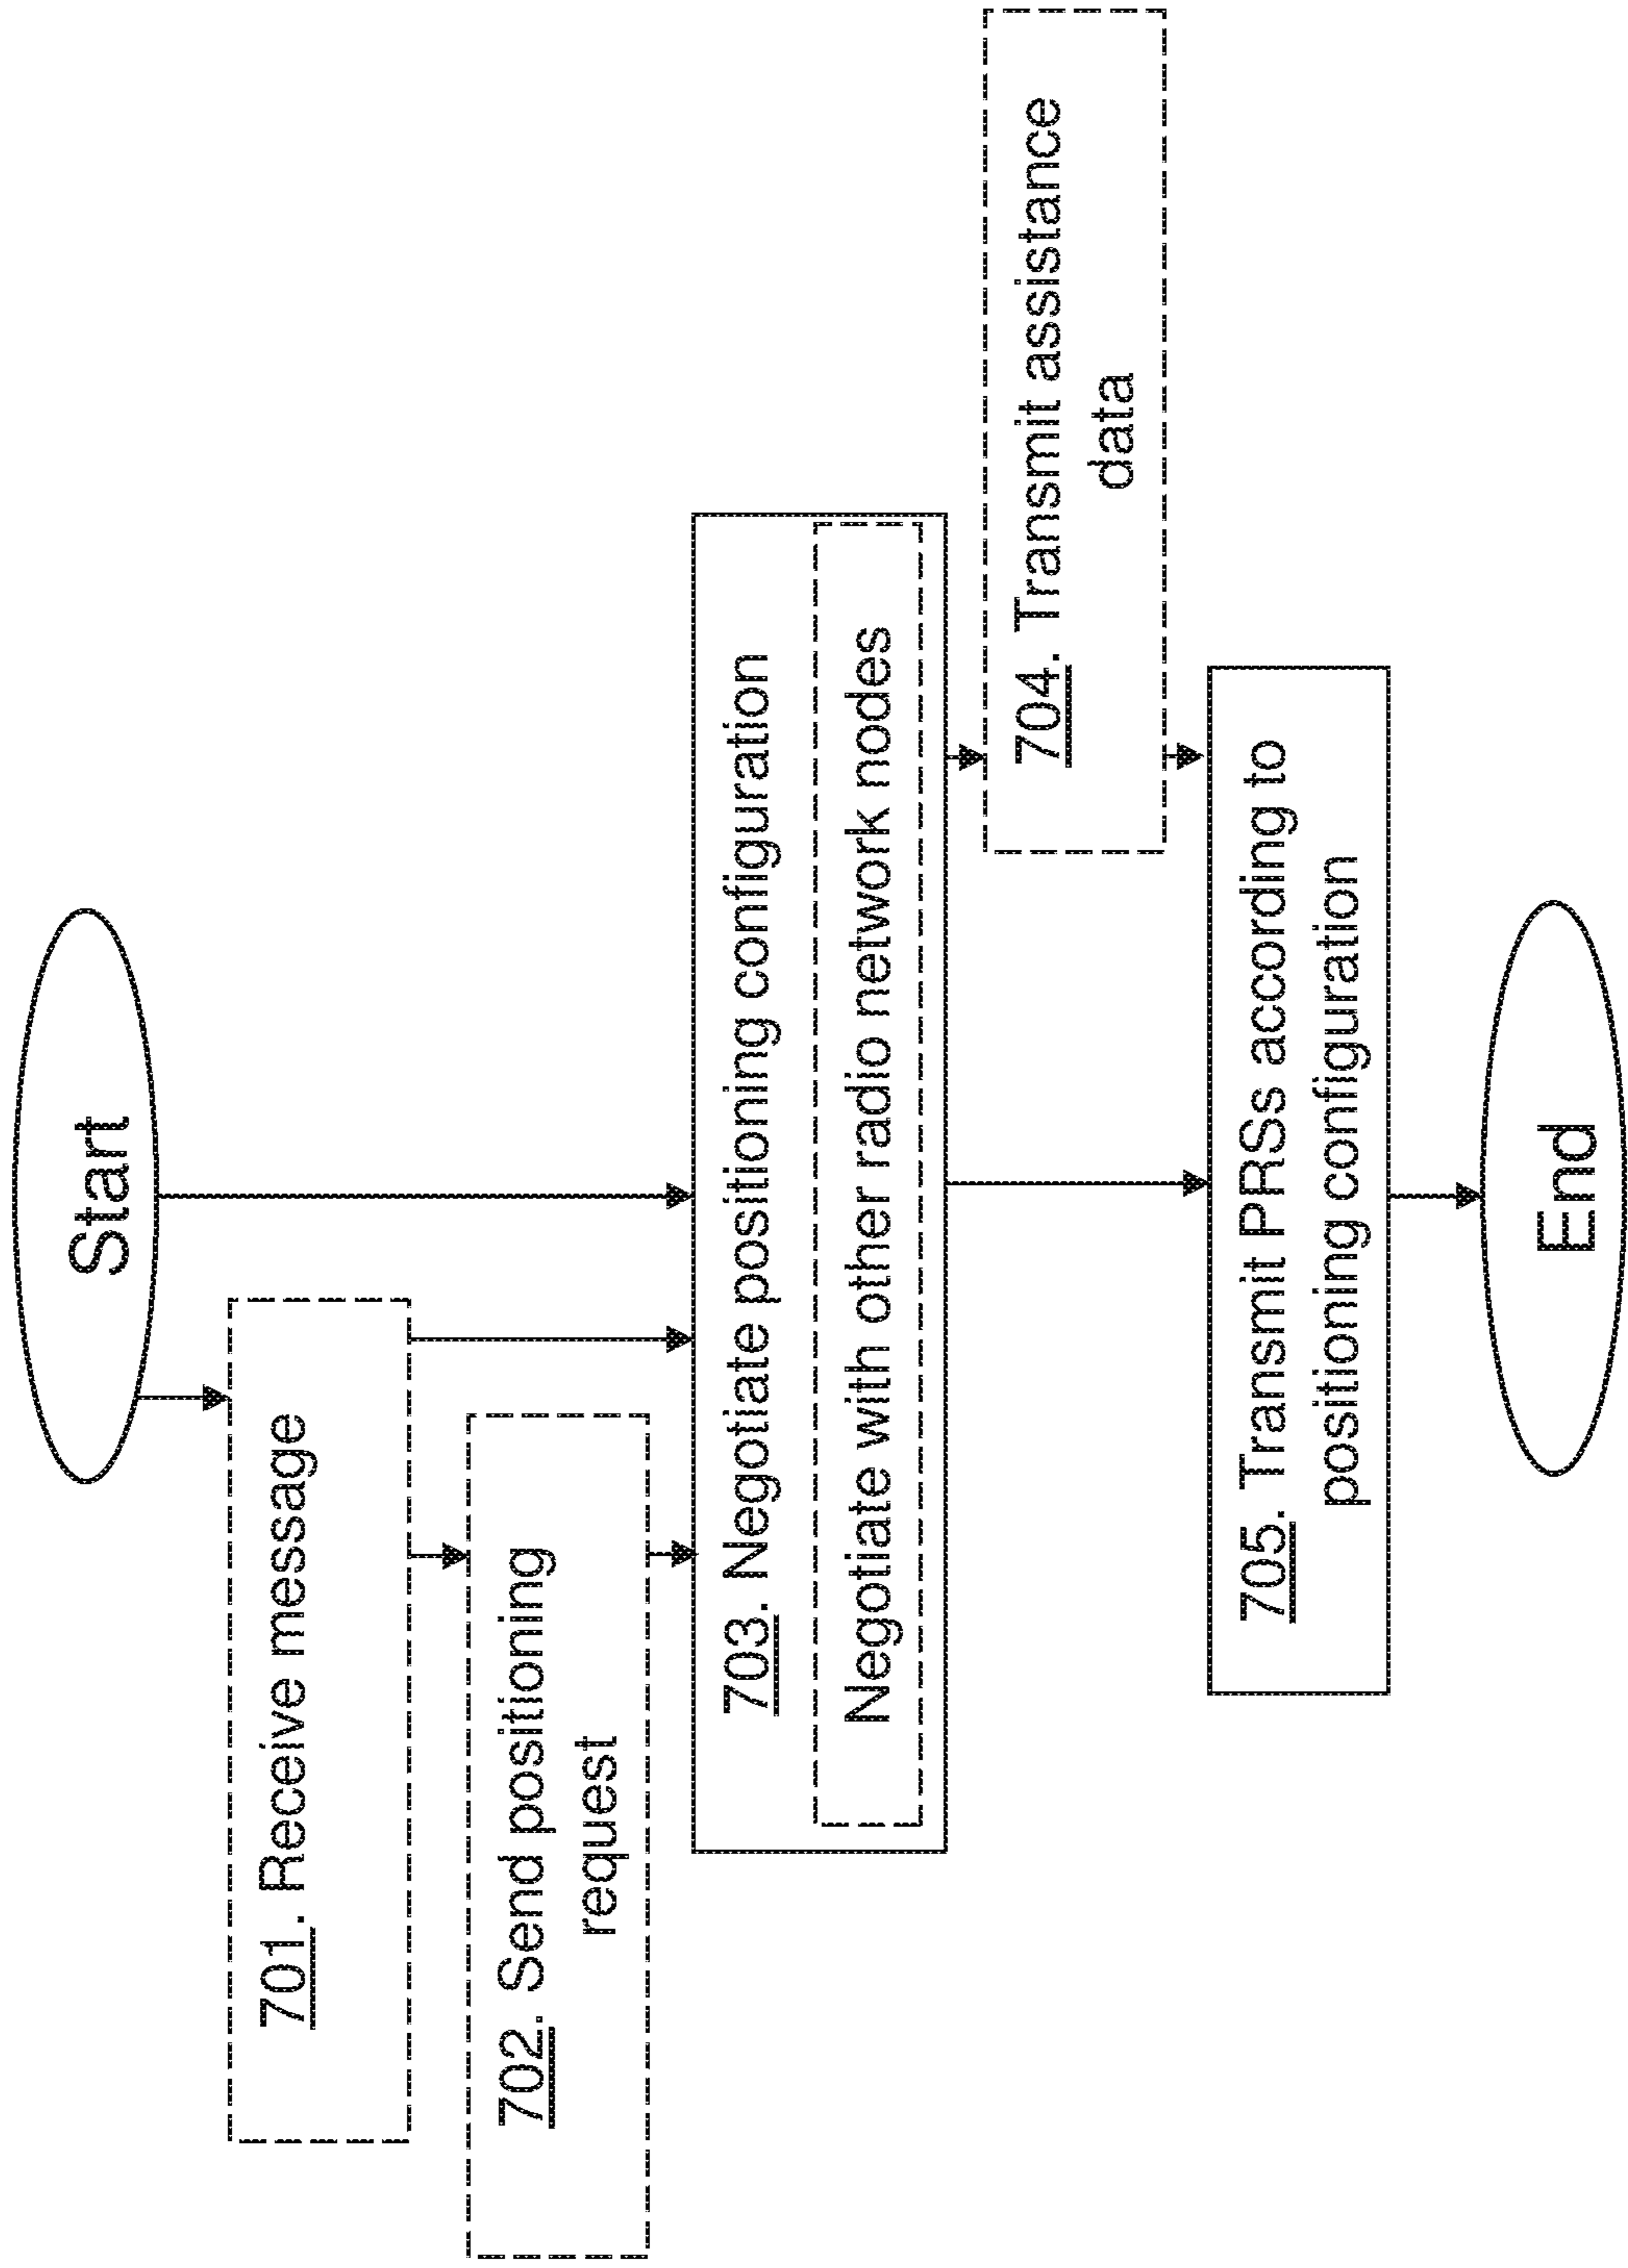 Start
701. Receive message
702. Send positioning
request
703. Negotiate positioning configuration
Negotiate with other radio network nodes
704. Transmit assistance
data
705. Transmit PRSs according to
positioning configuration
End